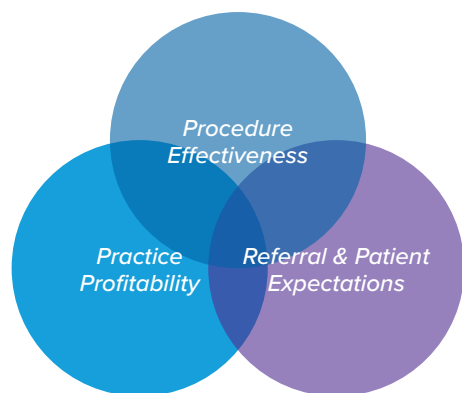 Procedure
Effectiveness
Practice
Profitability
Referral & Patient
Expectations